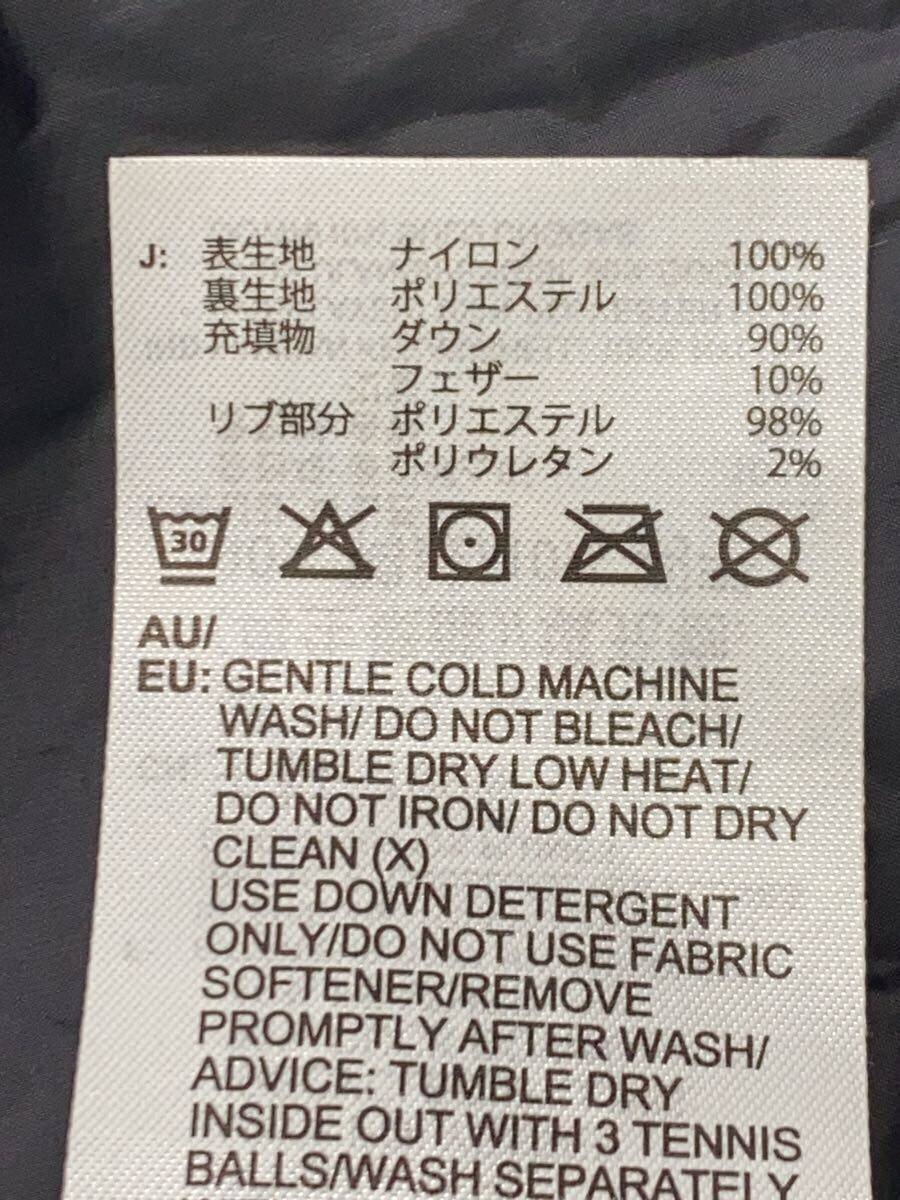 J: 表生地 ナイロン 100%
裏生地 ポリエステル 100%
充填物 ダウン 90%
フェザー 10%
リブ部分 ポリエステル 98%
ポリウレタン 2%
30
AU/
EU: GENTLE COLD MACHINE
WASH/ DO NOT BLEACH/
TUMBLE DRY LOW HEAT/
DO NOT IRON/ DO NOT DRY
CLEAN (X)
USE DOWN DETERGENT
ONLY/DO NOT USE FABRIC
SOFTENER/REMOVE
PROMPTLY AFTER WASH/
ADVICE: TUMBLE DRY
INSIDE OUT WITH 3 TENNIS
BALLS/WASH SEPARATELY